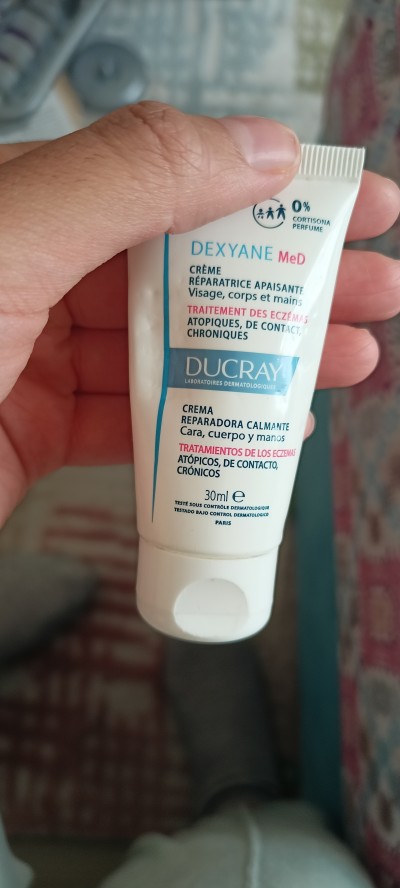 0%
CORTISONA
PERFUME
DEXYANE MeD
CRÈME
RÉPARATRICE APAISANTE
Visage, corps et mains
TRAITEMENT DES ECZÉMAS
ATOPIQUES, DE CONTACT,
CHRONIQUES
DUCRAY
LABORATOIRES DERMATOLOGIQUES
CREMA
REPARADORA CALMANTE
Cara, cuerpo y manos
TRATAMIENTOS DE LOS ECZEMAS
ATÓPICOS, DE CONTACTO,
CRÓNICOS
30ml e
TESTÉ SOUS CONTRÔLE DERMATOLOGIQUE
TESTADO BAJO CONTROL DERMATOLÓGICO
PARIS